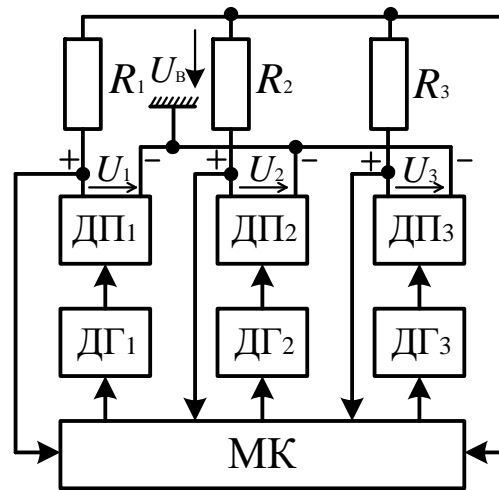 R₁ Uв R₂ R₃
+ U₁ − + U₂ − + U₃ −
ДП₁ ДП₂ ДП₃
ДГ₁ ДГ₂ ДГ₃
МК